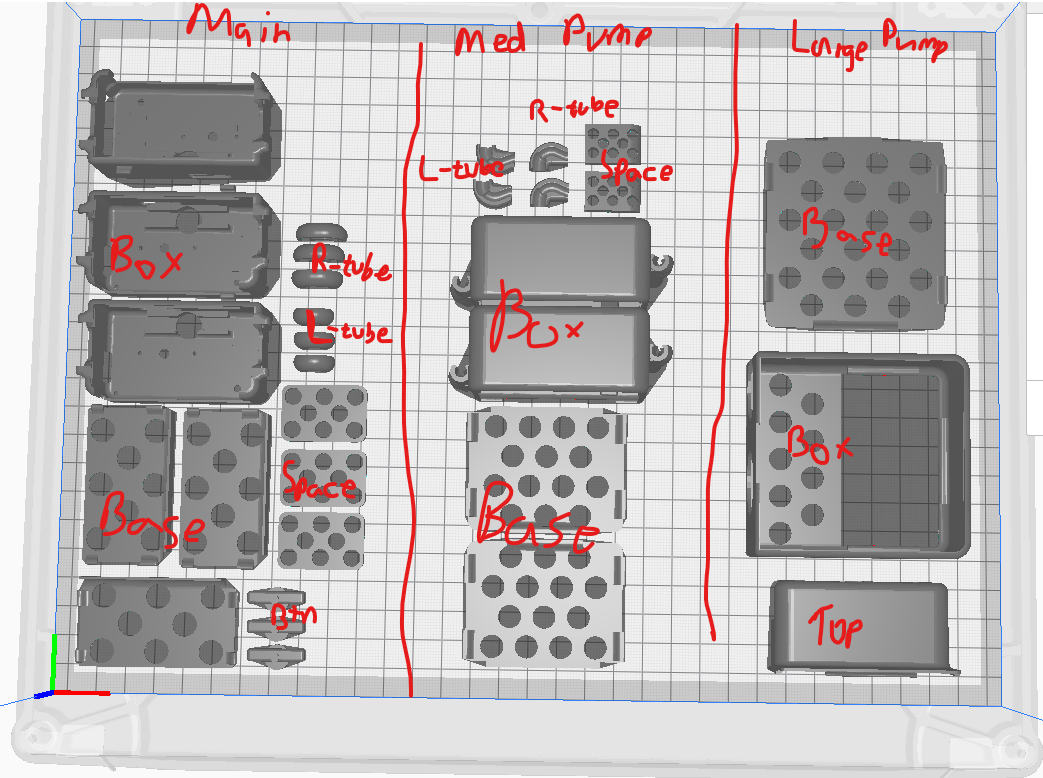 Main
Box
R-tube
L-tube
Base
Space
Btn
Med Pump
R-tube
L-tube
Space
Box
Base
Large Pump
Base
Box
Top